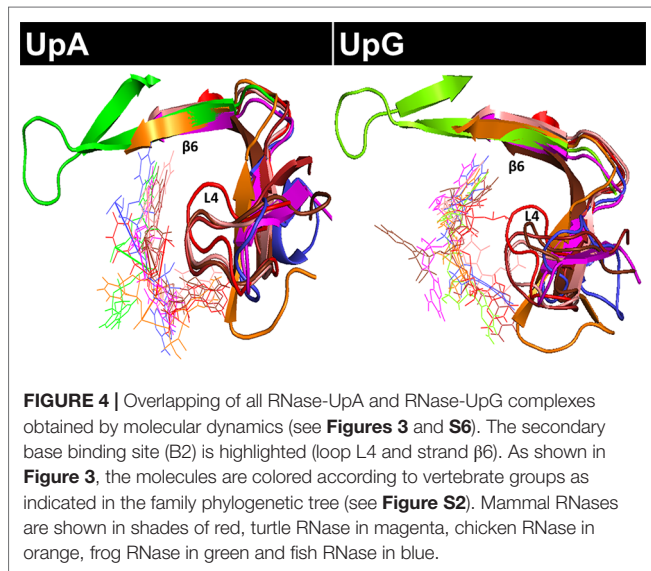 UpA
UpG
β6
L4
β6
L4
FIGURE 4 | Overlapping of all RNase-UpA and RNase-UpG complexes
obtained by molecular dynamics (see Figures 3 and S6). The secondary
base binding site (B2) is highlighted (loop L4 and strand β6). As shown in
Figure 3, the molecules are colored according to vertebrate groups as
indicated in the family phylogenetic tree (see Figure S2). Mammal RNases
are shown in shades of red, turtle RNase in magenta, chicken RNase in
orange, frog RNase in green and fish RNase in blue.